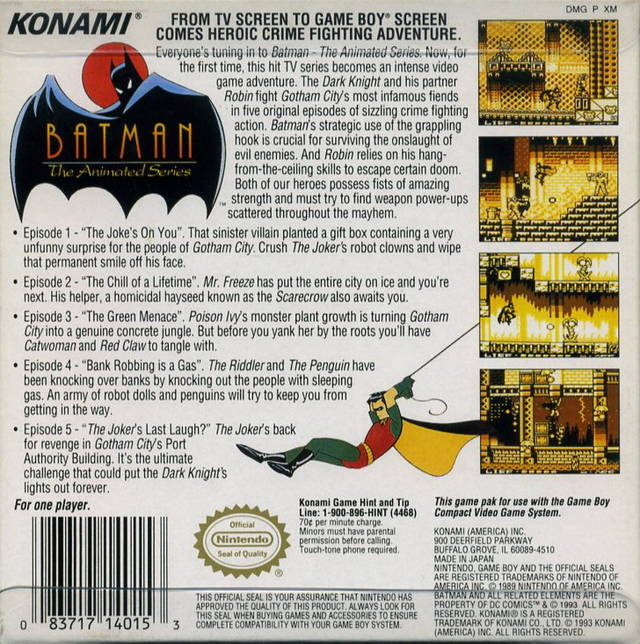 DMG P XM
KONAMI®
FROM TV SCREEN TO GAME BOY® SCREEN
COMES HEROIC CRIME FIGHTING ADVENTURE.
Everyone's tuning in to Batman - The Animated Series. Now, for
the first time, this hit TV series becomes an intense video
game adventure. The Dark Knight and his partner
Robin fight Gotham City's most infamous fiends
in five original episodes of sizzling crime fighting
action. Batman's strategic use of the grappling
hook is crucial for surviving the onslaught of
evil enemies. And Robin relies on his hang-
from-the-ceiling skills to escape certain doom.
Both of our heroes possess fists of amazing
strength and must try to find weapon power-ups
scattered throughout the mayhem.
BATMAN
The Animated Series
TM
• Episode 1 - "The Joke's On You". That sinister villain planted a gift box containing a very
unfunny surprise for the people of Gotham City. Crush The Joker's robot clowns and wipe
that permanent smile off his face.
• Episode 2 - "The Chill of a Lifetime". Mr. Freeze has put the entire city on ice and you're
next. His helper, a homicidal hayseed known as the Scarecrow also awaits you.
• Episode 3 - "The Green Menace". Poison Ivy's monster plant growth is turning Gotham
City into a genuine concrete jungle. But before you yank her by the roots you'll have
Catwoman and Red Claw to tangle with.
• Episode 4 - "Bank Robbing is a Gas". The Riddler and The Penguin have
been knocking over banks by knocking out the people with sleeping
gas. An army of robot dolls and penguins will try to keep you from
getting in the way.
• Episode 5 - "The Joker's Last Laugh?" The Joker's back
for revenge in Gotham City's Port
Authority Building. It's the ultimate
challenge that could put the Dark Knight's
lights out forever.
For one player.
0 83717 14015 3
Official
Nintendo
Seal of Quality
®
Konami Game Hint and Tip
Line: 1-900-896-HINT (4468)
70¢ per minute charge.
Minors must have parental
permission before calling.
Touch-tone phone required.
THIS OFFICIAL SEAL IS YOUR ASSURANCE THAT NINTENDO HAS
APPROVED THE QUALITY OF THIS PRODUCT. ALWAYS LOOK FOR
THIS SEAL WHEN BUYING GAMES AND ACCESSORIES TO ENSURE
COMPLETE COMPATIBILITY WITH YOUR GAME BOY SYSTEM.
This game pak for use with the Game Boy
Compact Video Game System.
KONAMI (AMERICA) INC.
900 DEERFIELD PARKWAY
BUFFALO GROVE, IL 60089-4510
MADE IN JAPAN
NINTENDO, GAME BOY AND THE OFFICIAL SEALS
ARE REGISTERED TRADEMARKS OF NINTENDO OF
AMERICA INC. © 1989 NINTENDO OF AMERICA INC.
BATMAN AND ALL RELATED ELEMENTS ARE THE
PROPERTY OF DC COMICS™ & © 1993. ALL RIGHTS
RESERVED. KONAMI® IS A REGISTERED
TRADEMARK OF KONAMI CO., LTD. © 1993 KONAMI
(AMERICA) INC. ALL RIGHTS RESERVED.